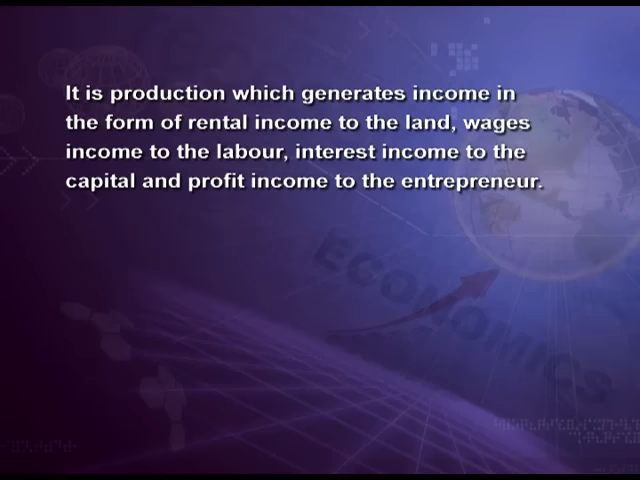 It is production which generates income in
the form of rental income to the land, wages
income to the labour, interest income to the
capital and profit income to the entrepreneur.
ECONOMICS